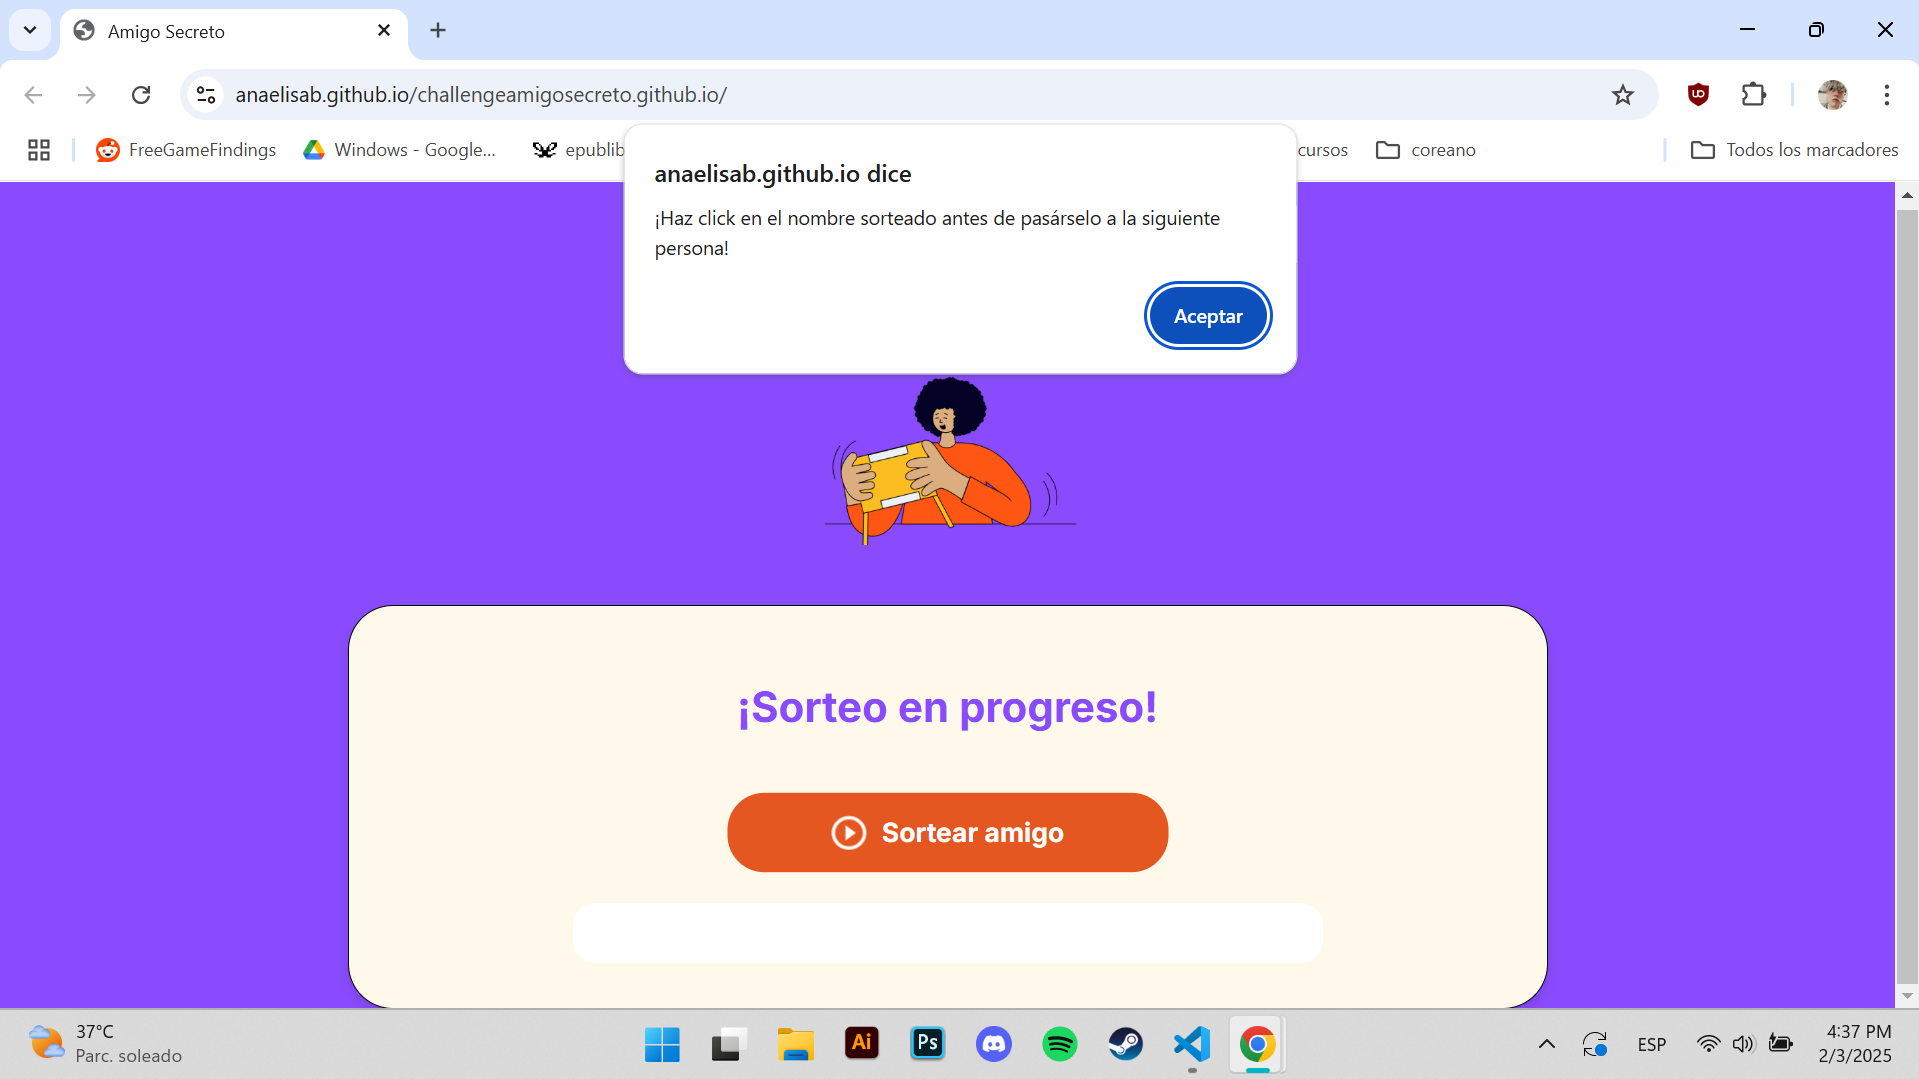 Amigo Secreto
anaelisab.github.io/challengeamigosecreto.github.io/
FreeGameFindings
Windows - Google...
epublib
cursos
coreano
Todos los marcadores
anaelisab.github.io dice
¡Haz click en el nombre sorteado antes de pasárselo a la siguiente
persona!
Aceptar
¡Sorteo en progreso!
Sortear amigo
37°C
Parc. soleado
Ai
Ps
ESP
4:37 PM
2/3/2025